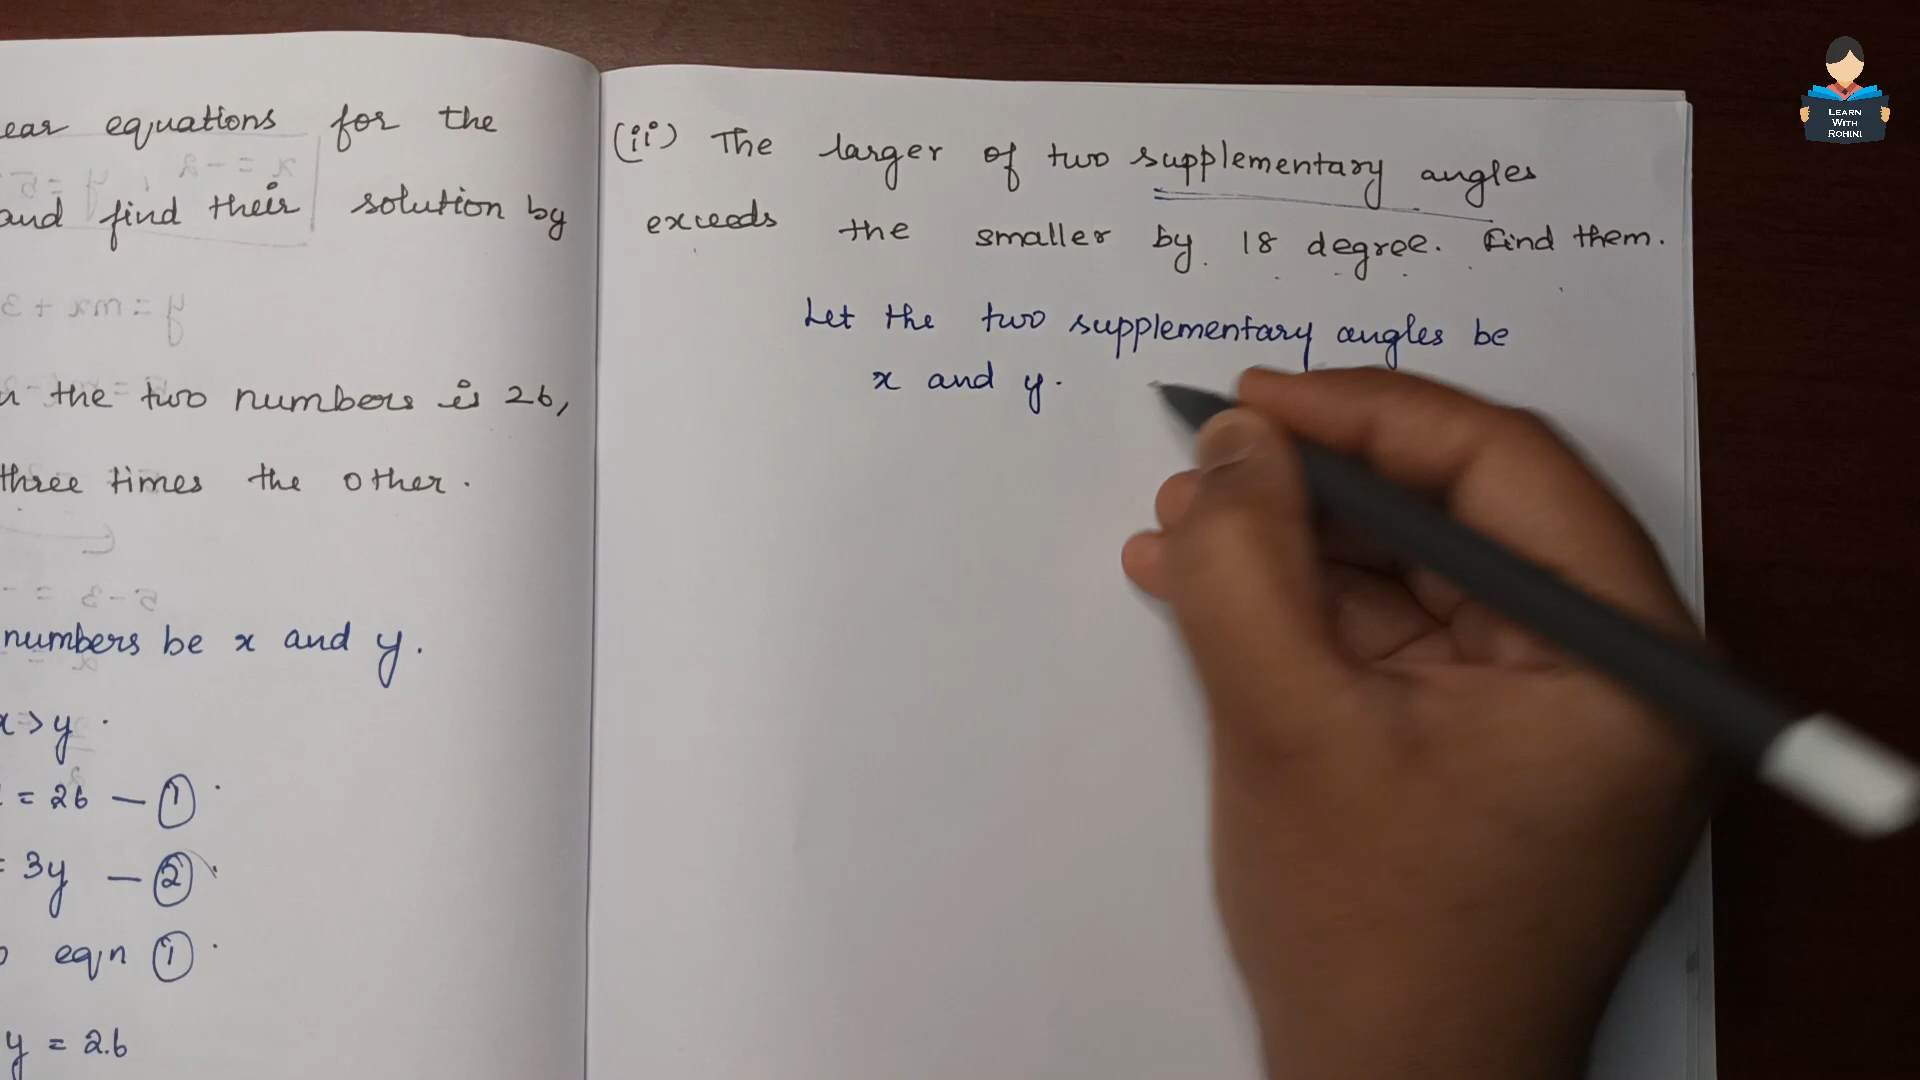 equations for the
and find their solution by
the two numbers is 26,
three times the other.
numbers be x and y.
x > y.
= 26 — ①
= 3y — ②
eqn ①
y = 26
(ii) The larger of two supplementary angles
exceeds the smaller by 18 degree. Find them.
Let the two supplementary angles be
x and y.
LEARN
WITH
ROHINI